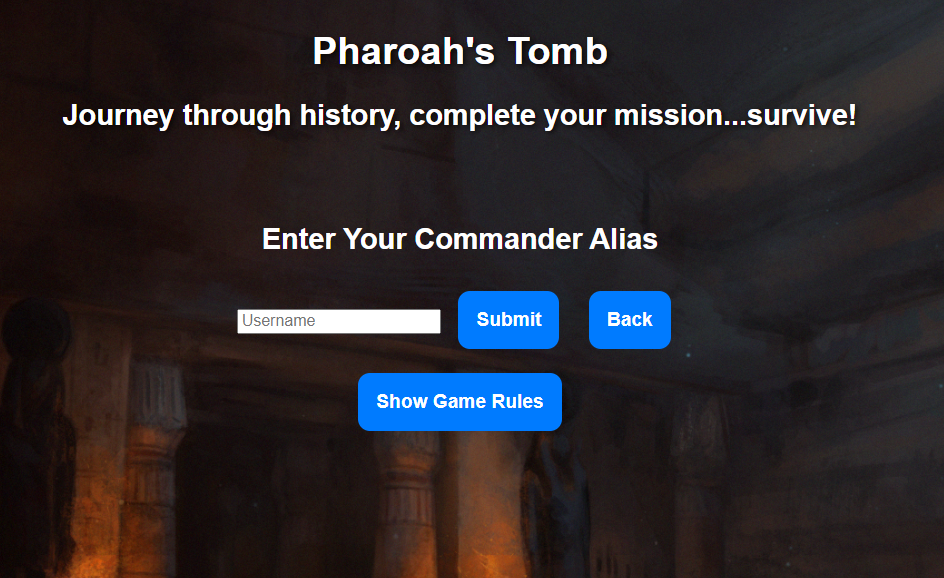 Pharoah's Tomb
Journey through history, complete your mission...survive!
Enter Your Commander Alias
Username Submit Back
Show Game Rules